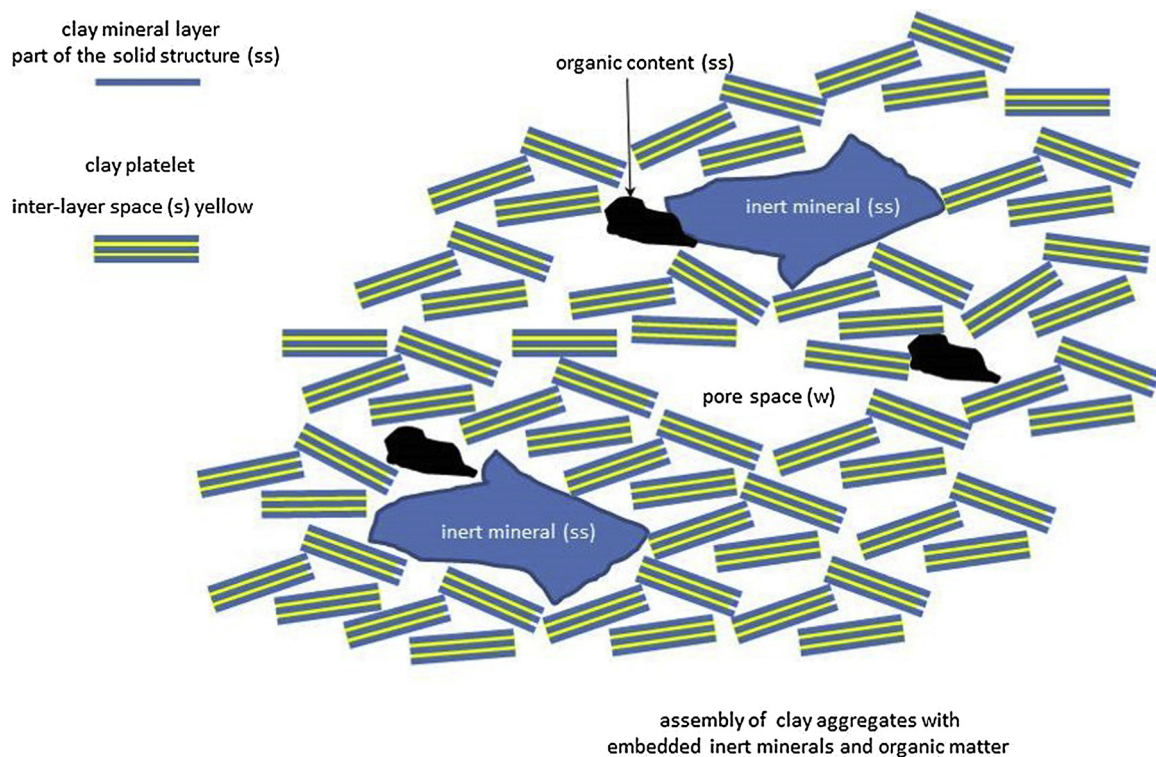 clay mineral layer
part of the solid structure (ss)
clay platelet
inter-layer space (s) yellow
organic content (ss)
inert mineral (ss)
pore space (w)
inert mineral (ss)
assembly of clay aggregates with
embedded inert minerals and organic matter